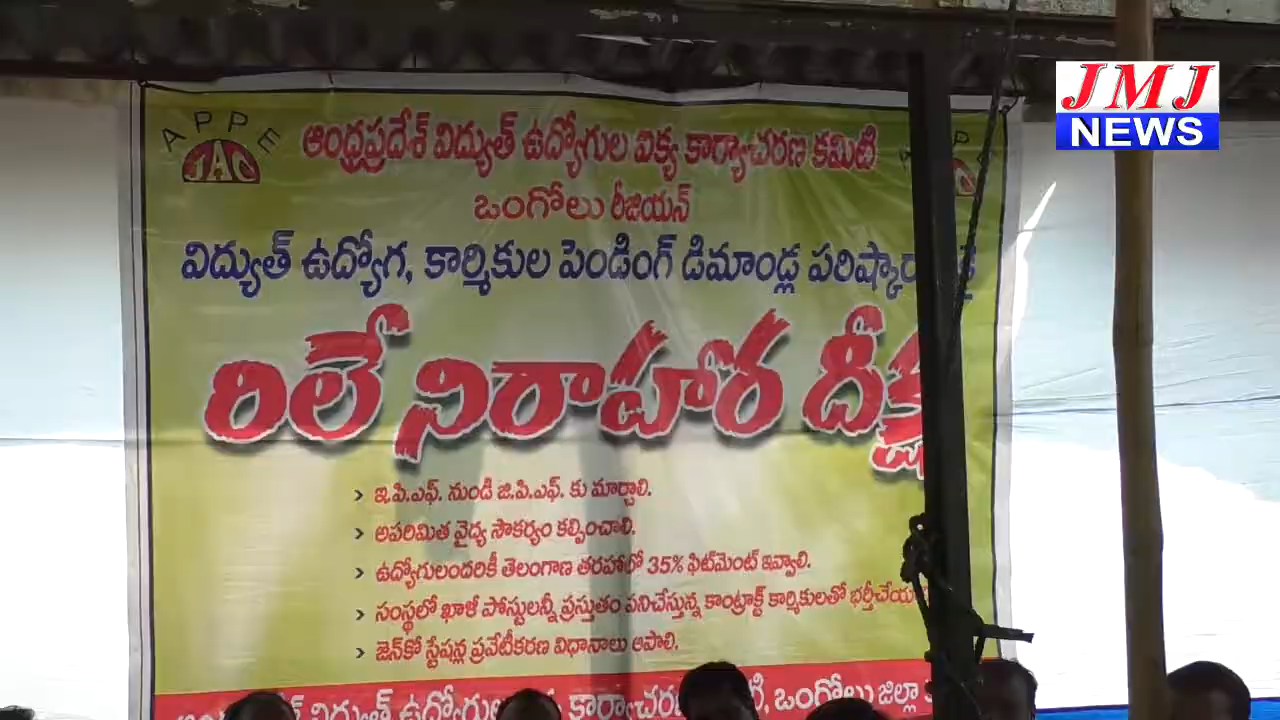 JMJ
NEWS
APPE
JAC
ఆంధ్రప్రదేశ్ విద్యుత్ ఉద్యోగుల ఐక్య కార్యాచరణ కమిటి
ఒంగోలు రీజియన్
విద్యుత్ ఉద్యోగ, కార్మికుల పెండింగ్ డిమాండ్ల
రిలే నిరాహార దీక్ష
> ఇ.పి.ఎఫ్. నుండి జి.పి.ఎఫ్. కు మార్చాలి.
> అపరిమిత వైద్య సౌకర్యం కల్పించాలి.
> ఉద్యోగులందరికీ తెలంగాణ తరహాలో 35% ఫిట్‌మెంట్ ఇవ్వాలి.
> సంస్థలో ఖాళీ పోస్టులన్నీ ప్రస్తుతం పనిచేస్తున్న కాంట్రాక్ట్ కార్మికులతో
> జెన్‌కో స్టేషన్ల ప్రవేటీకరణ విధానాలు ఆపాలి.
విద్యుత్ ఒంగోలు జిల్లా